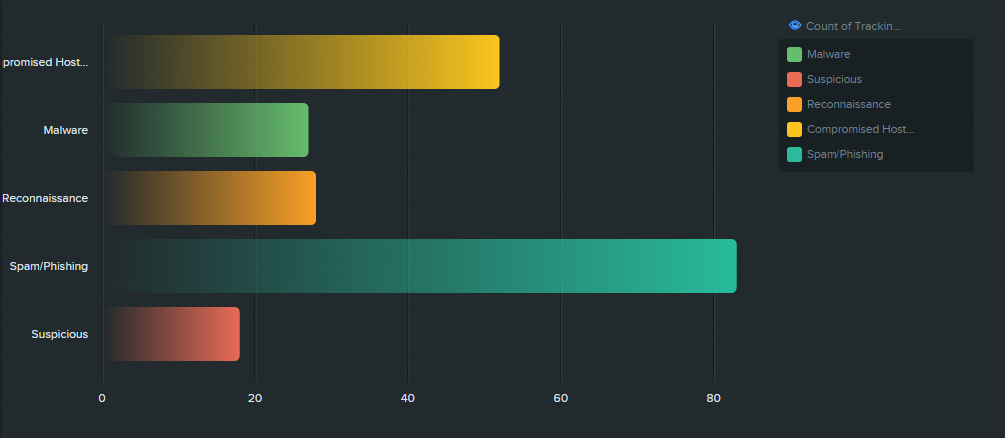 Count of Trackin...
Malware
Suspicious
Reconnaissance
Compromised Host...
Spam/Phishing
promised Host...
Malware
Reconnaissance
Spam/Phishing
Suspicious
0 20 40 60 80